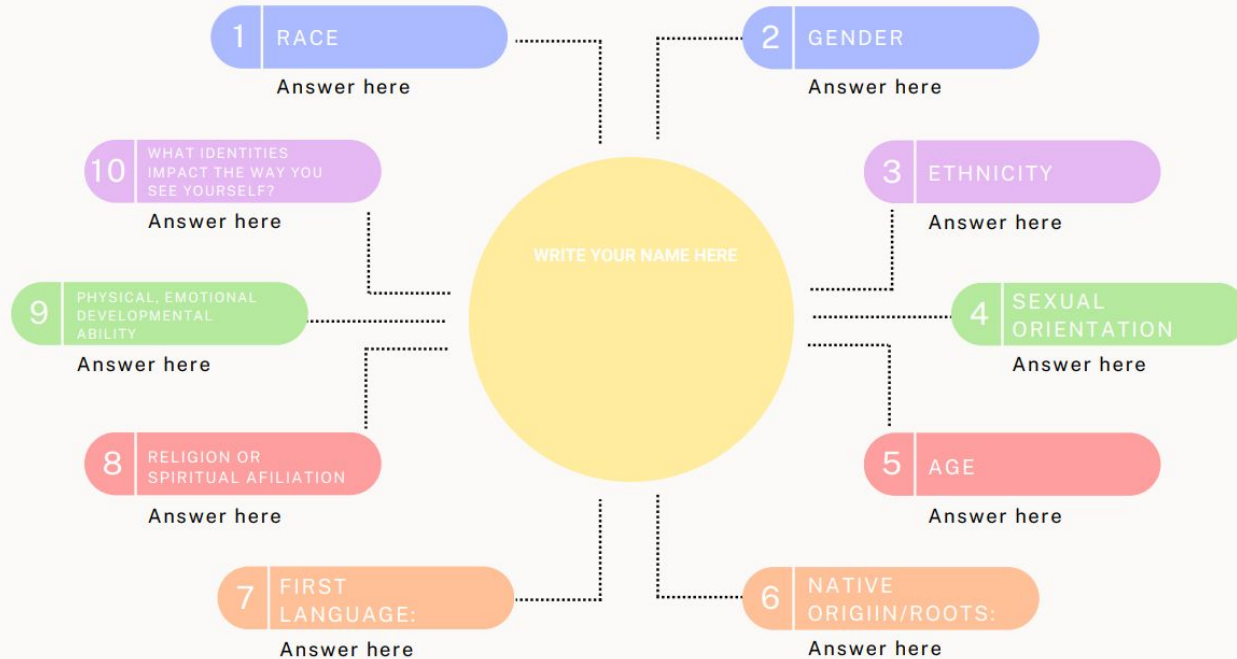 1 RACE
Answer here
2 GENDER
Answer here
3 ETHNICITY
Answer here
4 SEXUAL
ORIENTATION
Answer here
5 AGE
Answer here
6 NATIVE
ORIGIIN/ROOTS:
Answer here
7 FIRST
LANGUAGE:
Answer here
8 RELIGION OR
SPIRITUAL AFILIATION
Answer here
9 PHYSICAL, EMOTIONAL
DEVELOPMENTAL
ABILITY
Answer here
10 WHAT IDENTITIES
IMPACT THE WAY YOU
SEE YOURSELF?
Answer here
WRITE YOUR NAME HERE